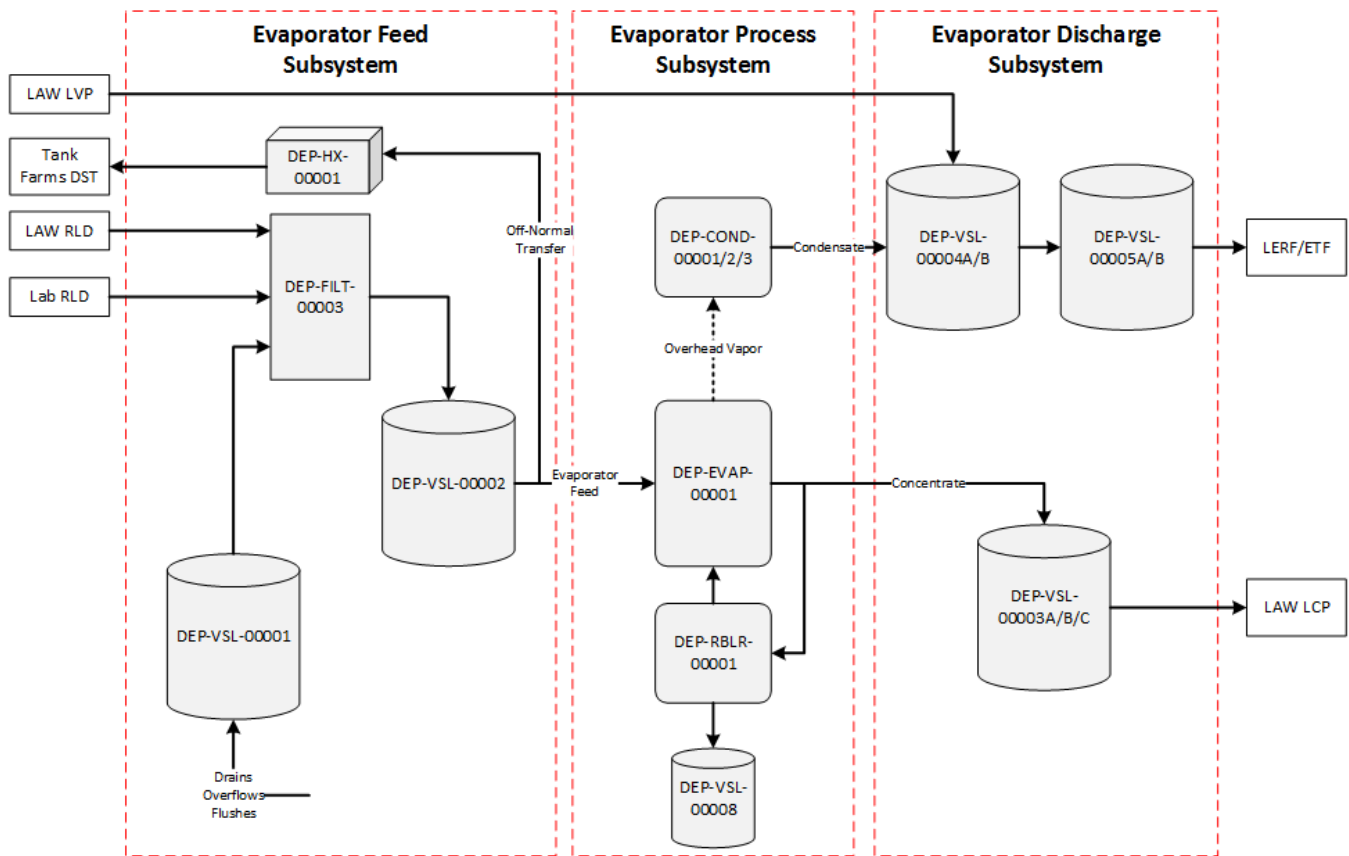 Evaporator Feed
Subsystem
Evaporator Process
Subsystem
Evaporator Discharge
Subsystem
LAW LVP
Tank
Farms DST
DEP-HX-
00001
LAW RLD
Lab RLD
DEP-FILT-
00003
Off-Normal
Transfer
DEP-COND-
00001/2/3
Condensate
DEP-VSL-
00004A/B
DEP-VSL-
00005A/B
LERF/ETF
Overhead Vapor
DEP-VSL-00002
Evaporator
Feed
DEP-EVAP-
00001
Concentrate
DEP-VSL-00001
DEP-RBLR-
00001
DEP-VSL-
00003A/B/C
LAW LCP
Drains
Overflows
Flushes
DEP-VSL-
00008